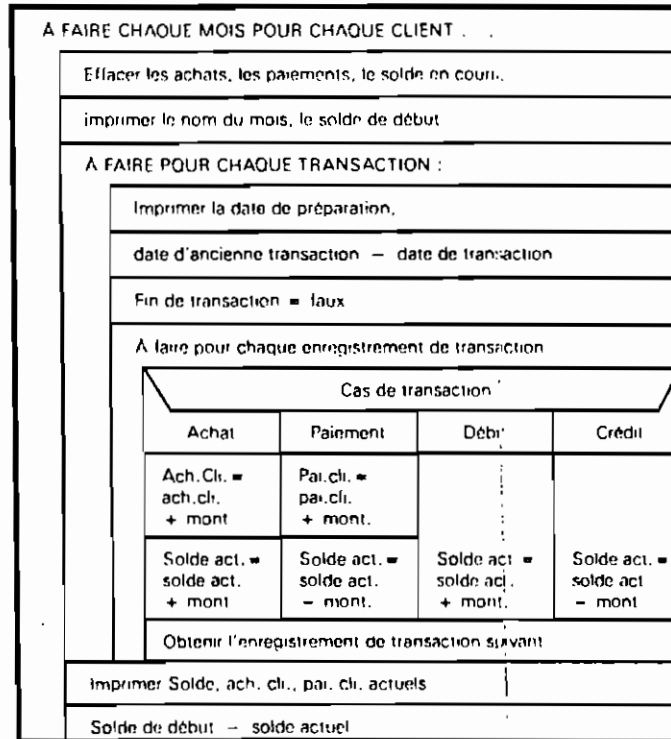 À FAIRE CHAQUE MOIS POUR CHAQUE CLIENT . .
Effacer les achats, les paiements, le solde en cours.
imprimer le nom du mois, le solde de début
À FAIRE POUR CHAQUE TRANSACTION :
Imprimer la date de préparation,
date d'ancienne transaction – date de transaction
Fin de transaction = faux
À faire pour chaque enregistrement de transaction
Cas de transaction
Achat Paiement Débit Crédit
Ach. Cli. = Pai. cli. =
ach. cli. pai. cli.
+ mont + mont.
Solde act. = Solde act. = Solde act = Solde act. =
solde act. solde act. solde act. solde act
+ mont – mont. + mont. – mont
Obtenir l'enregistrement de transaction suivant
Imprimer Solde, ach. cli., pai. cli. actuels
Solde de début – solde actuel